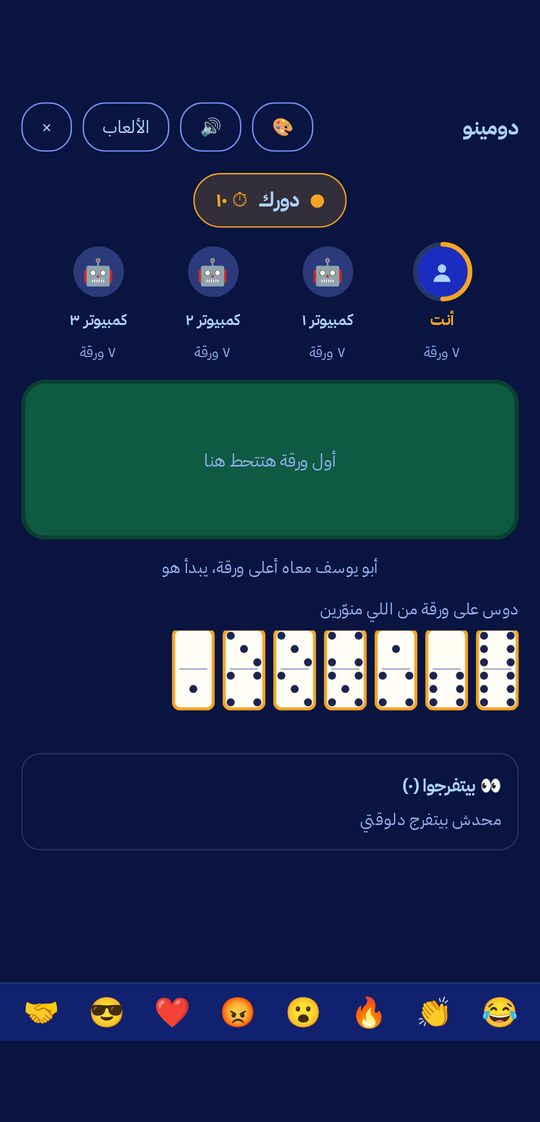 دومينو
الألعاب
×
دورك ⏱ ١٠
أنت
كمبيوتر ١
كمبيوتر ٢
كمبيوتر ٣
٧ ورقة
٧ ورقة
٧ ورقة
٧ ورقة
أول ورقة هتتحط هنا
أبو يوسف معاه أعلى ورقة، يبدأ هو
دوس على ورقة من اللي منوّرين
👀 بيتفرجوا (٠)
محدش بيتفرج دلوقتي